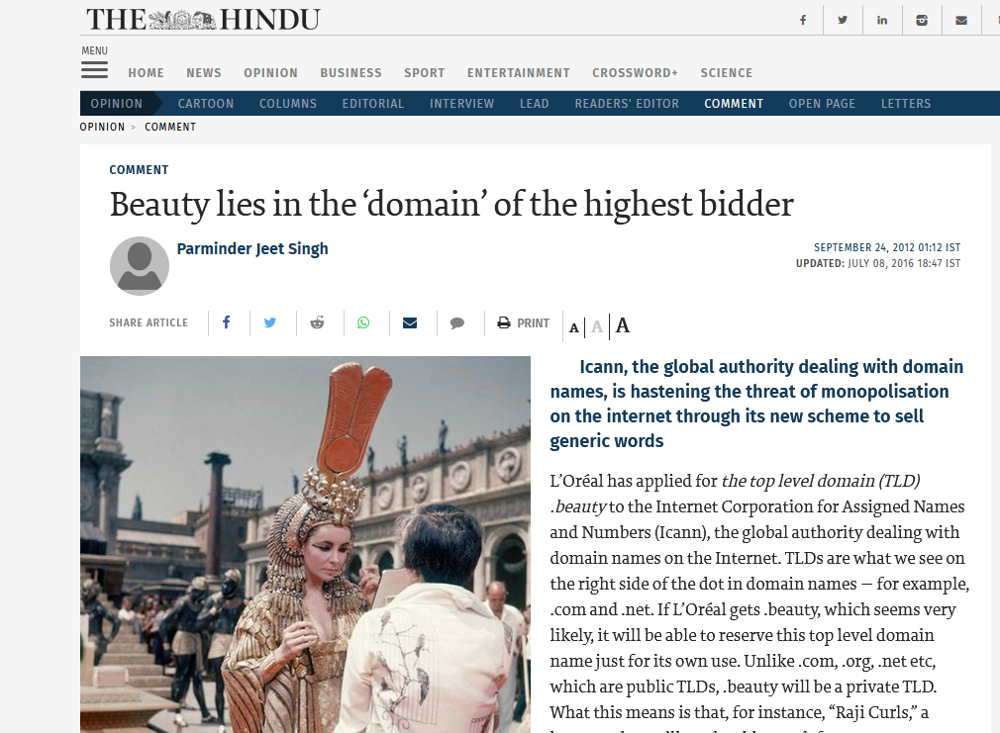 THE HINDU
MENU
HOME NEWS OPINION BUSINESS SPORT ENTERTAINMENT CROSSWORD+ SCIENCE
OPINION CARTOON COLUMNS EDITORIAL INTERVIEW LEAD READERS' EDITOR COMMENT OPEN PAGE LETTERS
OPINION > COMMENT
COMMENT
Beauty lies in the ‘domain’ of the highest bidder
Parminder Jeet Singh
SEPTEMBER 24, 2012 01:12 IST
UPDATED: JULY 08, 2016 18:47 IST
SHARE ARTICLE PRINT A A A
Icann, the global authority dealing with domain
names, is hastening the threat of monopolisation
on the internet through its new scheme to sell
generic words
L’Oréal has applied for the top level domain (TLD)
.beauty to the Internet Corporation for Assigned Names
and Numbers (Icann), the global authority dealing with
domain names on the Internet. TLDs are what we see on
the right side of the dot in domain names — for example,
.com and .net. If L’Oréal gets .beauty, which seems very
likely, it will be able to reserve this top level domain
name just for its own use. Unlike .com, .org, .net etc,
which are public TLDs, .beauty will be a private TLD.
What this means is that, for instance, “Raji Curls,” a